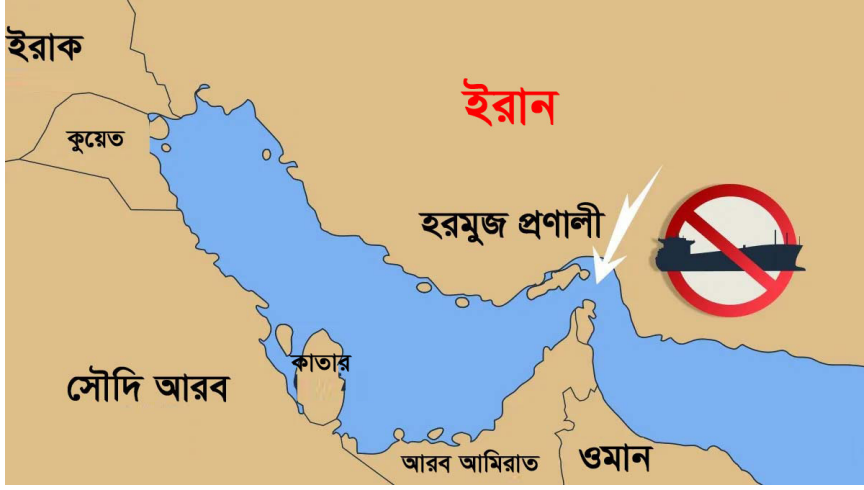 ইরাক
ইরান
কুয়েত
হরমুজ প্রণালী
কাতার
সৌদি আরব
আরব আমিরাত
ওমান